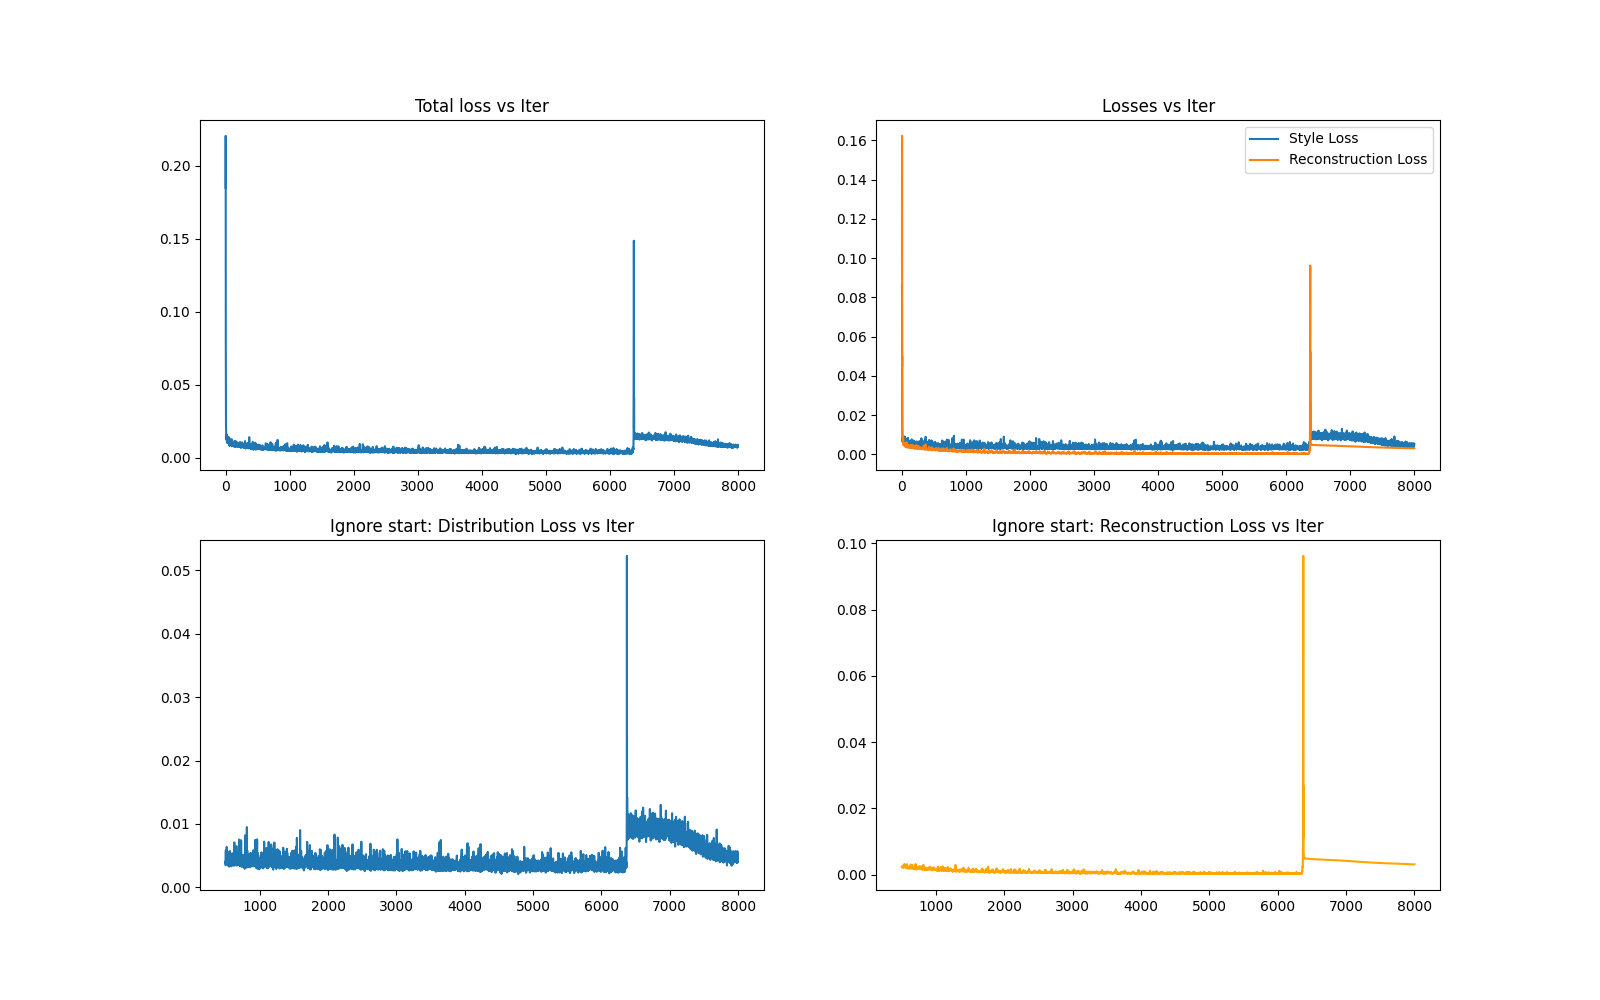 Total loss vs Iter
0.20
0.15
0.10
0.05
0.00
0 1000 2000 3000 4000 5000 6000 7000 8000
Losses vs Iter
Style Loss
Reconstruction Loss
0.16
0.14
0.12
0.10
0.08
0.06
0.04
0.02
0.00
0 1000 2000 3000 4000 5000 6000 7000 8000
Ignore start: Distribution Loss vs Iter
0.05
0.04
0.03
0.02
0.01
0.00
1000 2000 3000 4000 5000 6000 7000 8000
Ignore start: Reconstruction Loss vs Iter
0.10
0.08
0.06
0.04
0.02
0.00
1000 2000 3000 4000 5000 6000 7000 8000